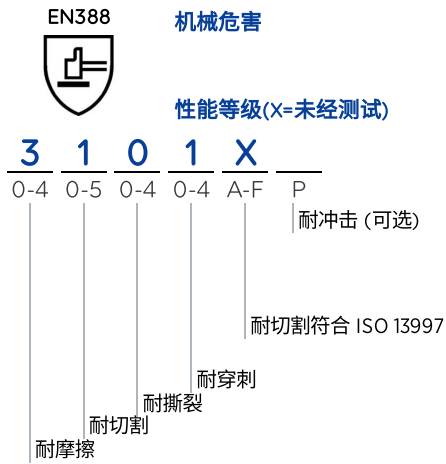 EN388
机械危害
性能等级(X=未经测试)
3 1 0 1 X
0-4 0-5 0-4 0-4 A-F P
耐冲击 (可选)
耐切割符合 ISO 13997
耐穿刺
耐撕裂
耐切割
耐摩擦